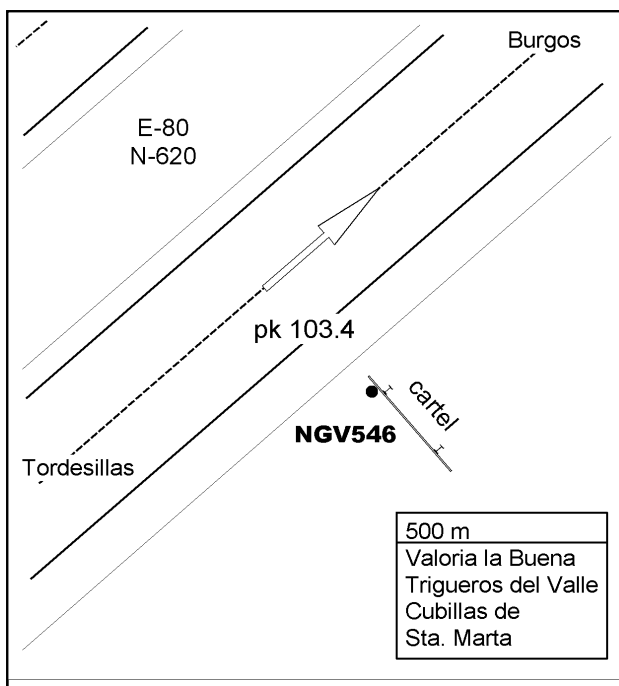 Burgos
E-80
N-620
pk 103.4
cartel
NGV546
Tordesillas
500 m
Valoria la Buena
Trigueros del Valle
Cubillas de
Sta. Marta